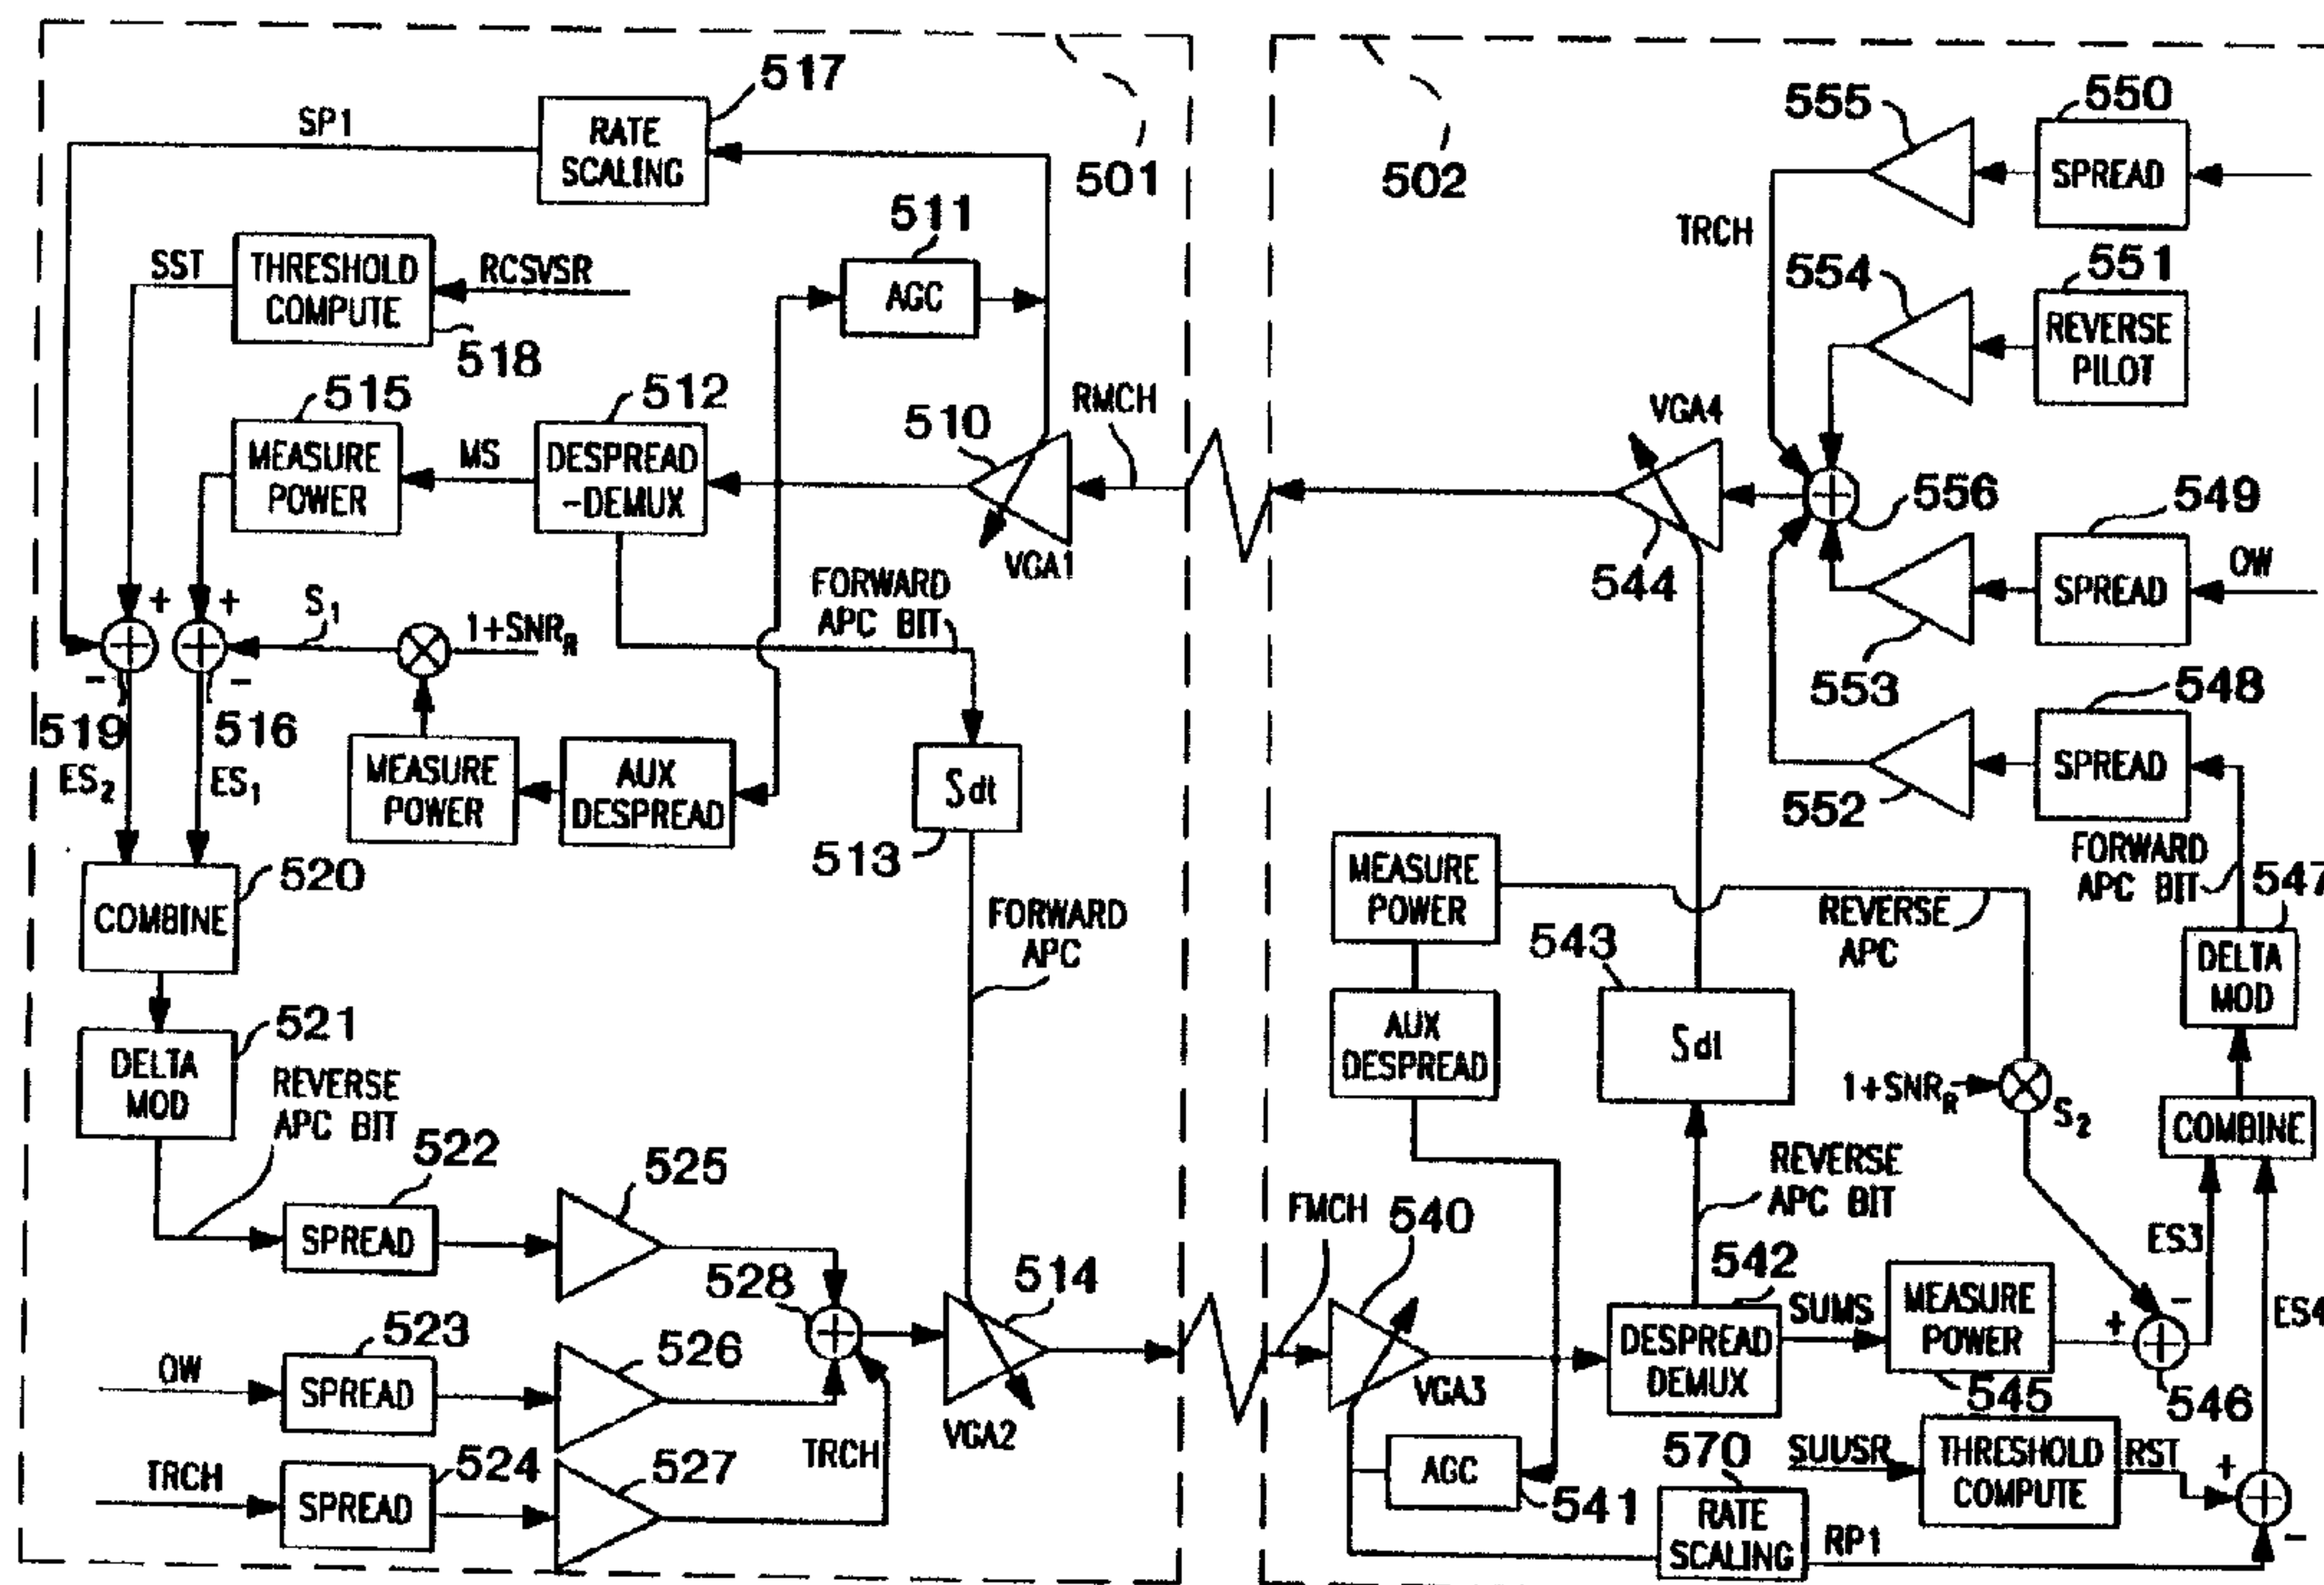 517
SP1
RATE
SCALING
501
511
SST
THRESHOLD
COMPUTE
RCSVSR
AGC
518
515
512
510
RMCH
MEASURE
POWER
MS
DESPREAD
-DEMUX
VGA1
FORWARD
APC BIT
+
+
S1
1+SNRR
-
-
519
516
ES2
ES1
MEASURE
POWER
AUX
DESPREAD
Sdt
513
520
COMBINE
FORWARD
APC
521
DELTA
MOD
REVERSE
APC BIT
522
525
SPREAD
528
514
523
526
OW
SPREAD
VGA2
TRCH
524
527
TRCH
SPREAD
502
555
550
SPREAD
TRCH
554
551
REVERSE
PILOT
VGA4
556
549
544
OW
SPREAD
553
548
SPREAD
552
FORWARD
APC BIT
547
MEASURE
POWER
REVERSE
APC
543
DELTA
MOD
AUX
DESPREAD
Sdt
1+SNRR
S2
COMBINE
REVERSE
APC BIT
FMCH
540
ES3
542
SUMS
MEASURE
POWER
-
+
ES4
DESPREAD
DEMUX
VGA3
545
546
570
SUUSR
THRESHOLD
COMPUTE
RST
+
AGC
541
RATE
SCALING
RP1
-